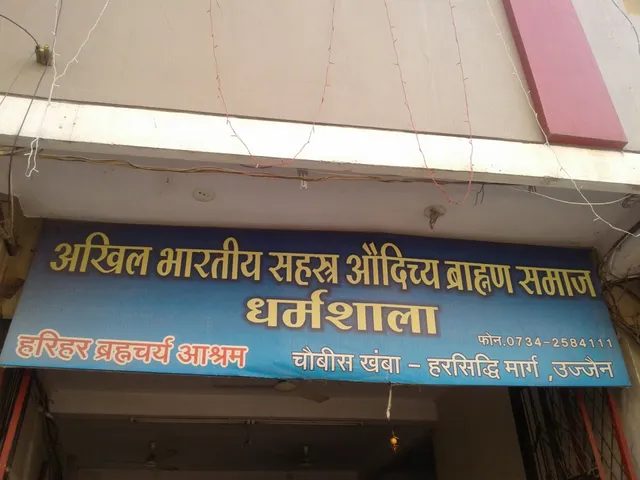 अखिल भारतीय सहस्त्र औदिच्य ब्राह्मण समाज
धर्मशाला
फोन.0734-2584111
हरिहर ब्रह्मचर्य आश्रम
चौबीस खंबा - हरसिद्धि मार्ग ,उज्जैन